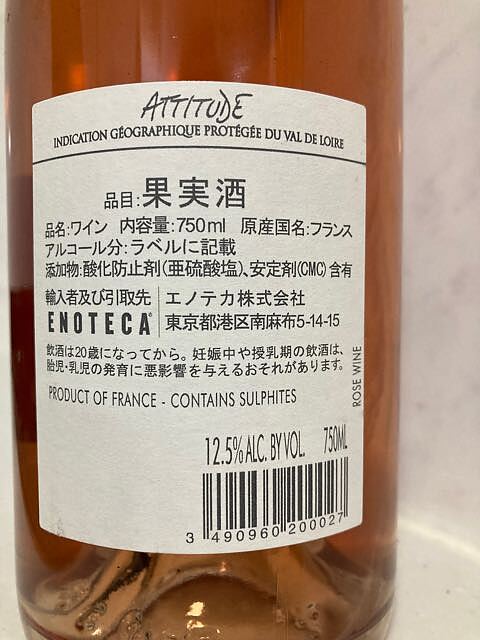 ATTITUDE
INDICATION GÉOGRAPHIQUE PROTÉGÉE DU VAL DE LOIRE
品目:果実酒
品名:ワイン 内容量:750ml 原産国名:フランス
アルコール分:ラベルに記載
添加物:酸化防止剤(亜硫酸塩)、安定剤(CMC)含有
輸入者及び引取先 エノテカ株式会社
ENOTECA 東京都港区南麻布5-14-15
飲酒は20歳になってから。妊娠中や授乳期の飲酒は、
胎児・乳児の発育に悪影響を与えるおそれがあります。
PRODUCT OF FRANCE - CONTAINS SULPHITES
ROSE WINE
12.5% ALC. BY VOL. 750ML
3 490960 200027